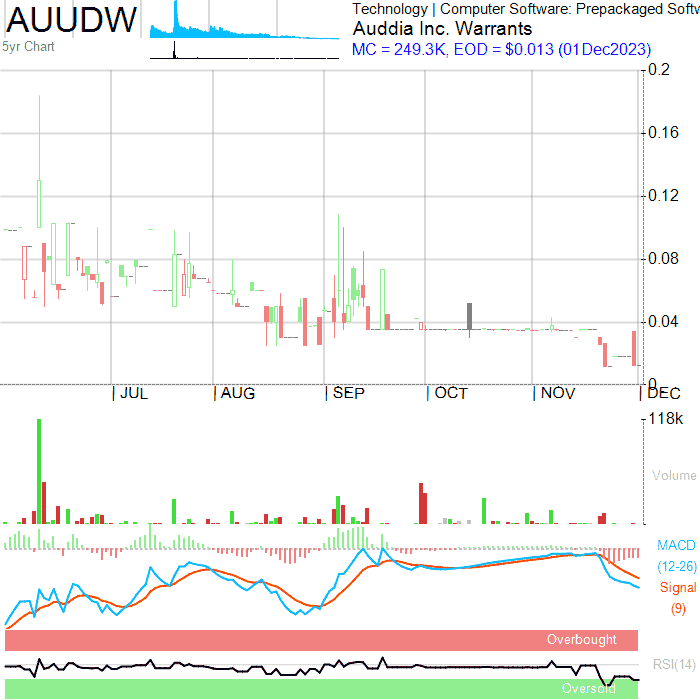 AUUDW
5yr Chart
Technology | Computer Software: Prepackaged Softw
Auddia Inc. Warrants
MC = 249.3K, EOD = $0.013 (01Dec2023)
0.2
0.16
0.12
0.08
0.04
0
JUL AUG SEP OCT NOV DEC
118k
Volume
MACD
(12-26)
Signal
(9)
Overbought
RSI(14)
Oversold